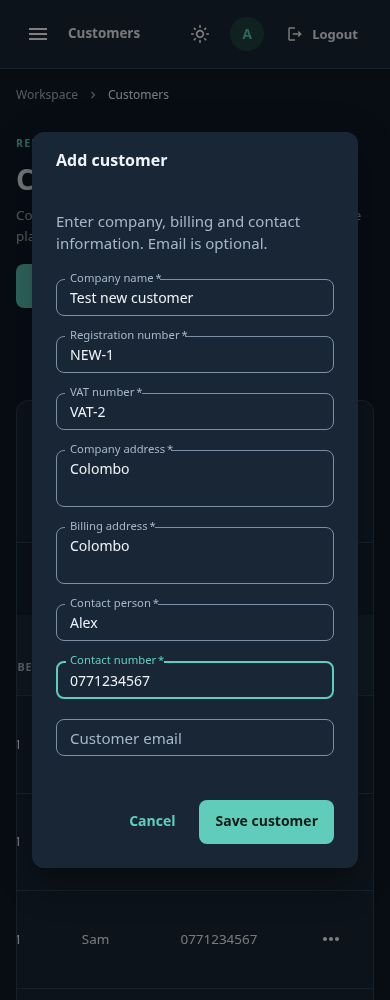 Customers
A
Logout
Workspace
Customers
Add customer
Enter company, billing and contact
information. Email is optional.
Company name *
Test new customer
Registration number *
NEW-1
VAT number *
VAT-2
Company address *
Colombo
Billing address *
Colombo
Contact person *
Alex
Contact number *
0771234567
Customer email
Cancel
Save customer
Sam
0771234567